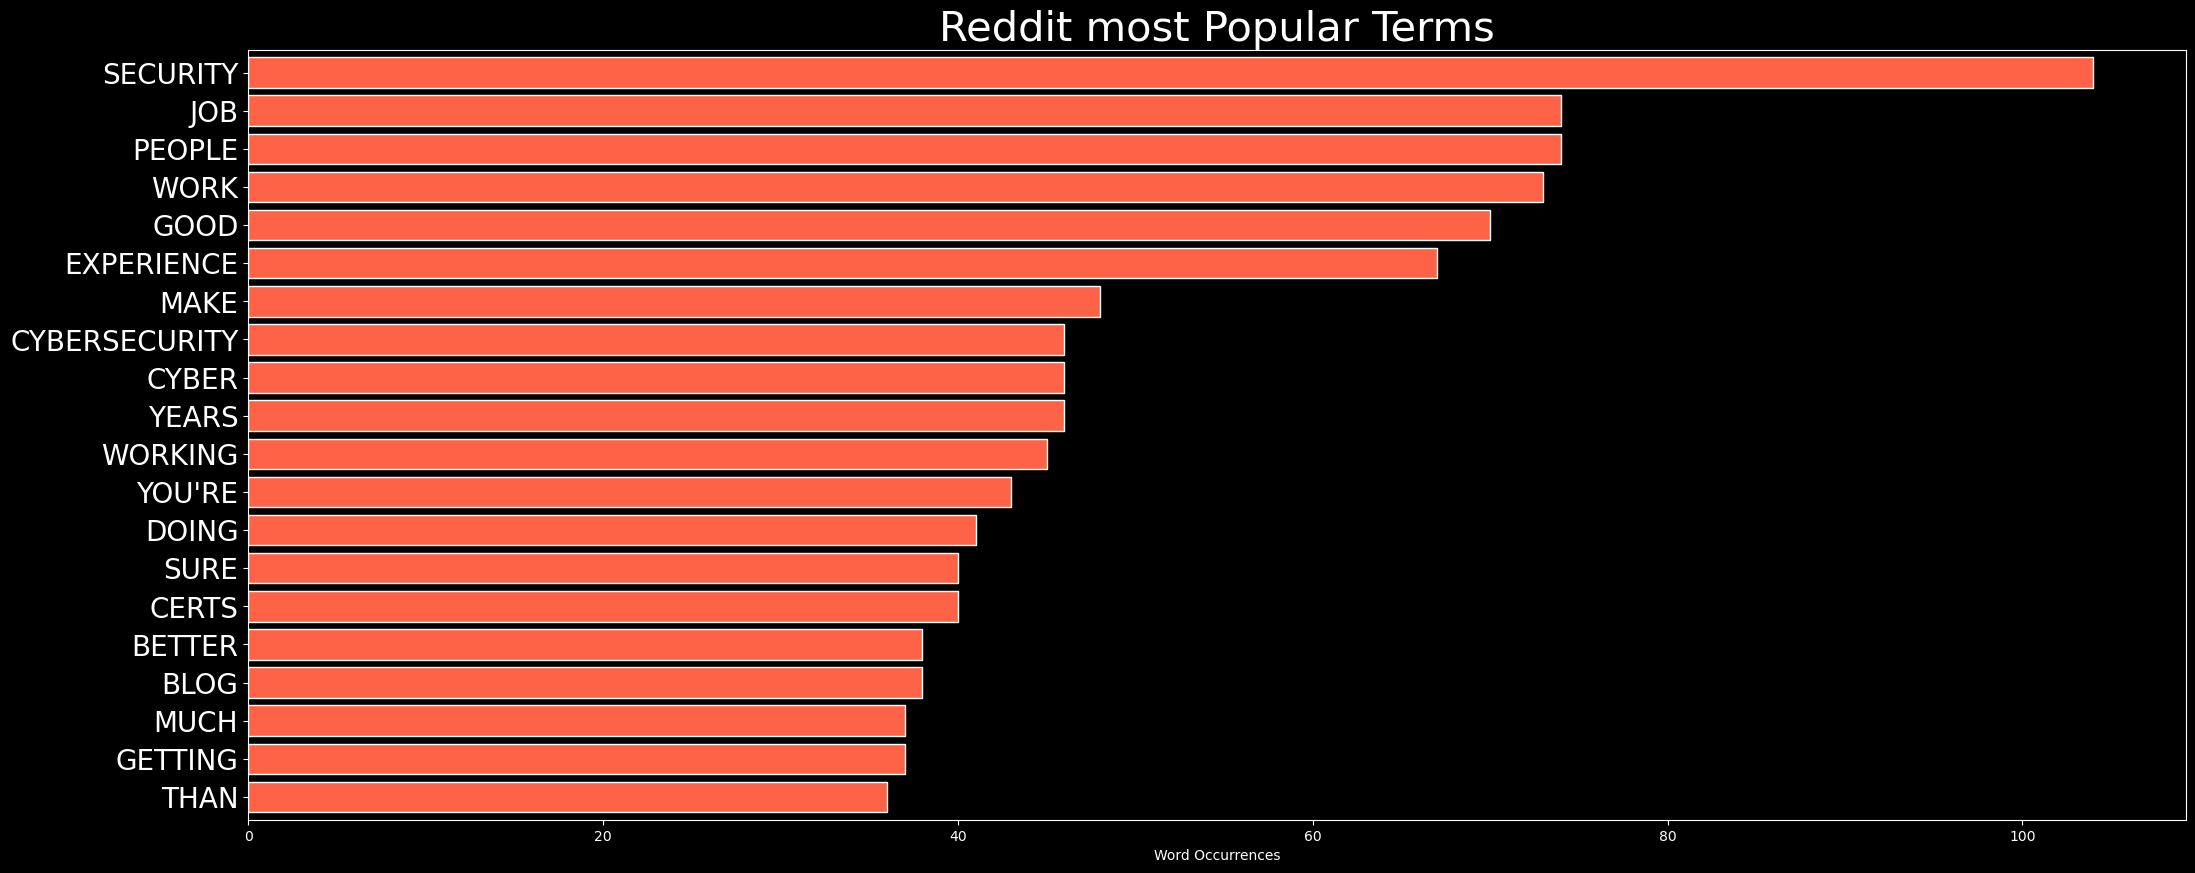 Reddit most Popular Terms
SECURITY
JOB
PEOPLE
WORK
GOOD
EXPERIENCE
MAKE
CYBERSECURITY
CYBER
YEARS
WORKING
YOU'RE
DOING
SURE
CERTS
BETTER
BLOG
MUCH
GETTING
THAN
0 20 40 60 80 100
Word Occurrences